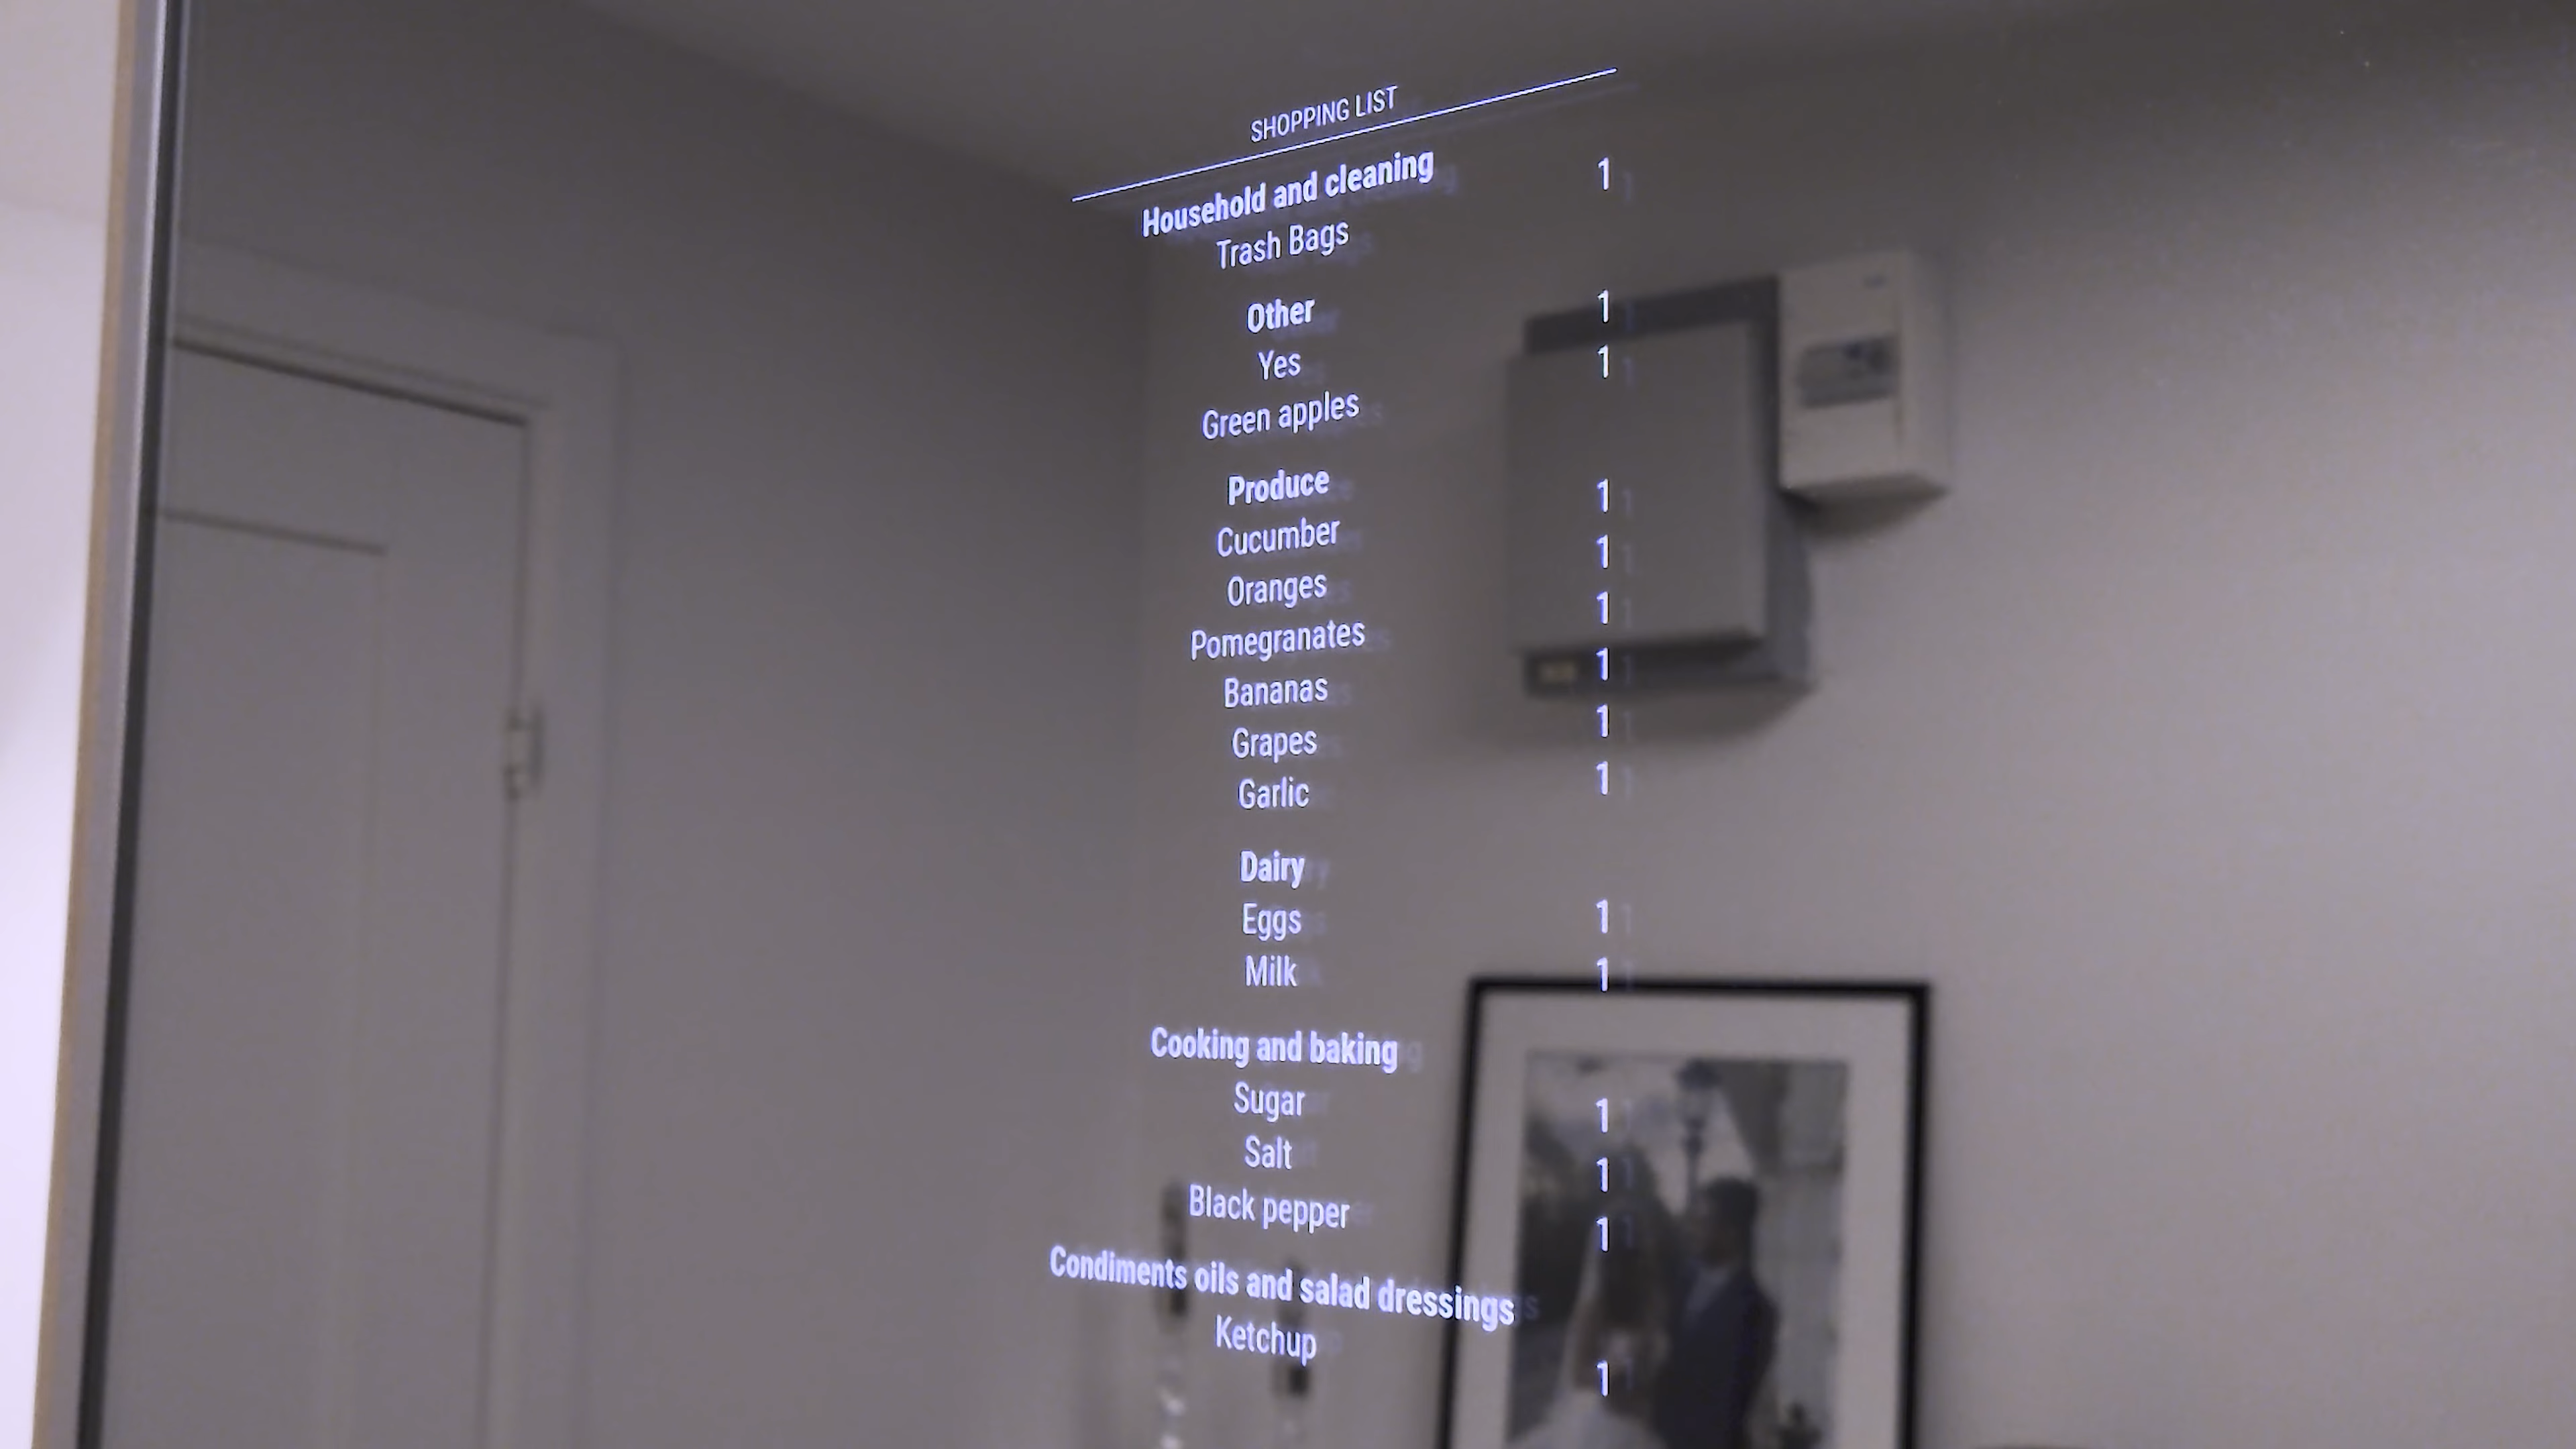 SHOPPING LIST
Household and cleaning
Trash Bags 1
Other
Yes 1
Green apples 1
Produce
Cucumber 1
Oranges 1
Pomegranates 1
Bananas 1
Grapes 1
Garlic 1
Dairy
Eggs 1
Milk 1
Cooking and baking
Sugar 1
Salt 1
Black pepper 1
Condiments oils and salad dressings
Ketchup 1